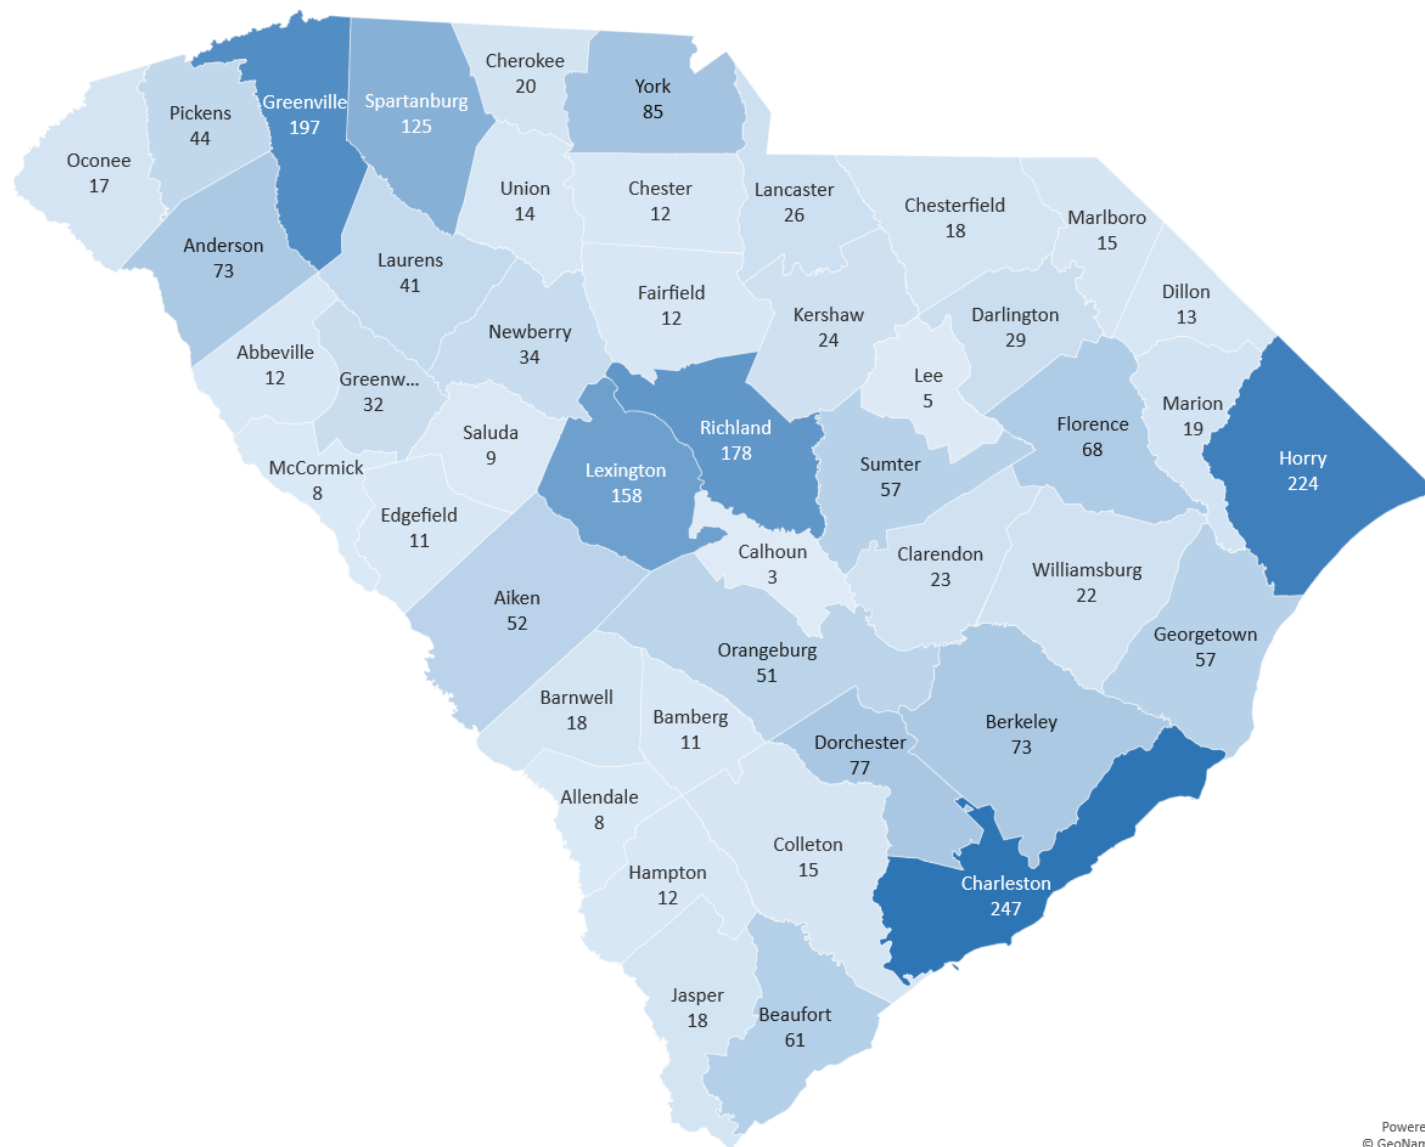 Cherokee
20
York
85
Greenville
197
Spartanburg
125
Pickens
44
Oconee
17
Union
14
Chester
12
Lancaster
26
Chesterfield
18
Marlboro
15
Anderson
73
Laurens
41
Fairfield
12
Kershaw
24
Darlington
29
Dillon
13
Newberry
34
Abbeville
12
Greenw...
32
Lee
5
Marion
19
Saluda
9
Richland
178
Florence
68
Horry
224
McCormick
8
Lexington
158
Sumter
57
Edgefield
11
Calhoun
3
Clarendon
23
Williamsburg
22
Aiken
52
Orangeburg
51
Georgetown
57
Barnwell
18
Bamberg
11
Dorchester
77
Berkeley
73
Allendale
8
Colleton
15
Hampton
12
Charleston
247
Jasper
18
Beaufort
61
Powere
© GeoNam